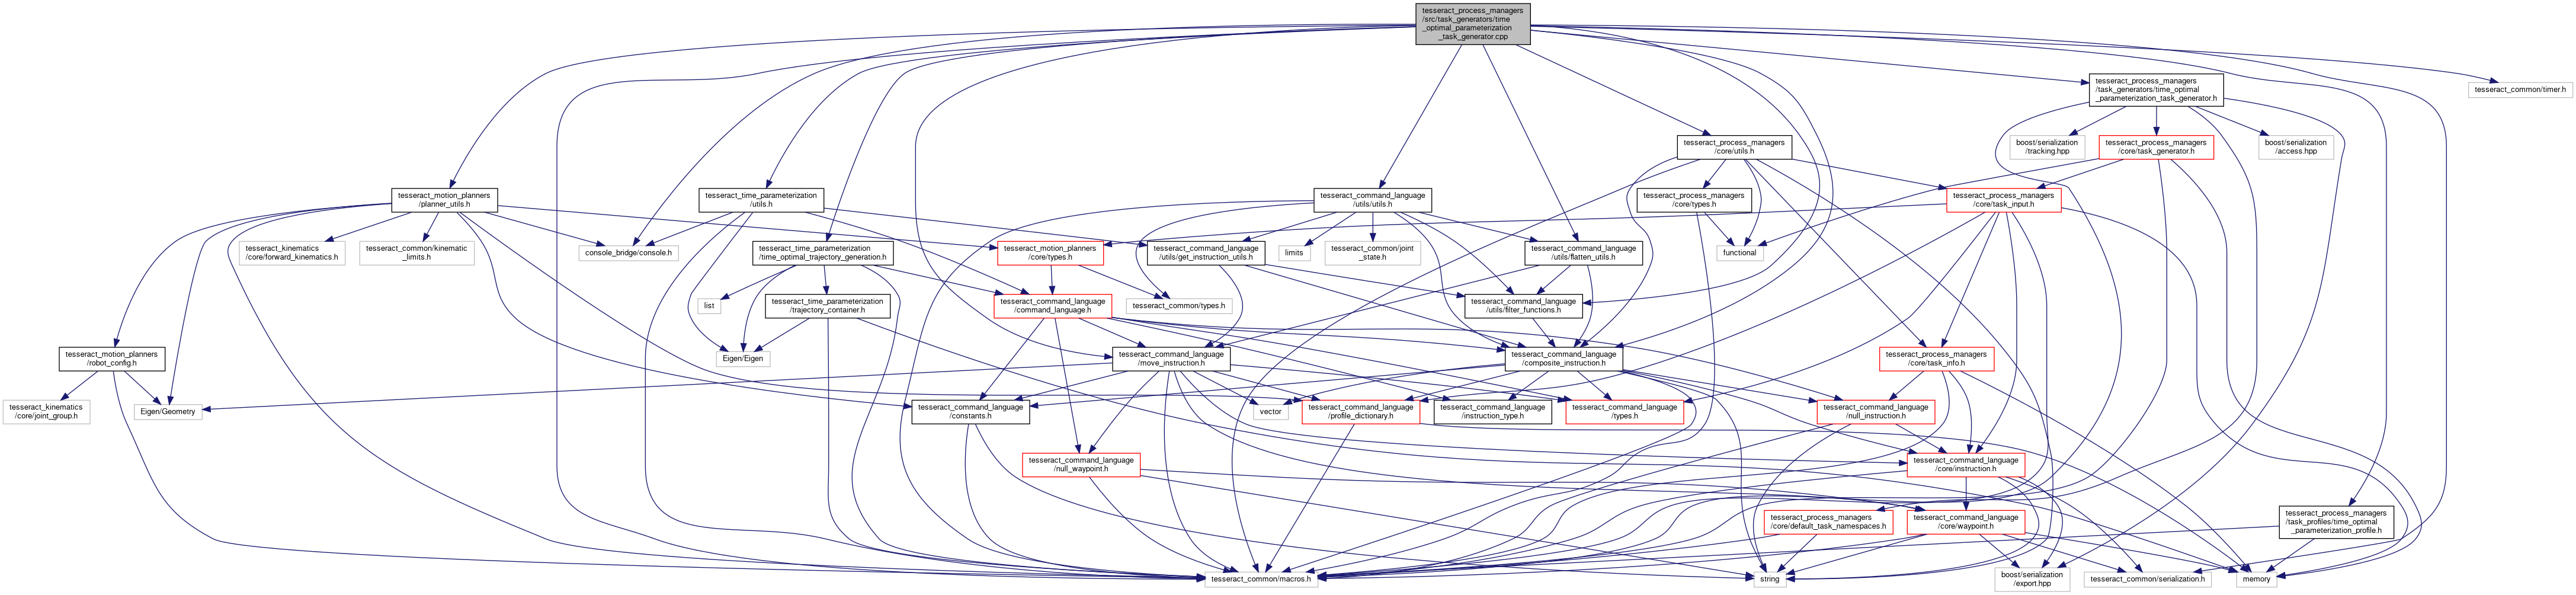 tesseract_process_managers
/src/task_generators/time
_optimal_parameterization
_task_generator.cpp
tesseract_process_managers
/task_generators/time_optimal
_parameterization_task_generator.h
tesseract_common/timer.h
tesseract_process_managers
/core/utils.h
boost/serialization
/tracking.hpp
tesseract_process_managers
/core/task_generator.h
boost/serialization
/access.hpp
tesseract_motion_planners
/planner_utils.h
tesseract_time_parameterization
/utils.h
tesseract_command_language
/utils/utils.h
tesseract_process_managers
/core/types.h
tesseract_process_managers
/core/task_input.h
tesseract_kinematics
/core/forward_kinematics.h
tesseract_common/kinematic
_limits.h
console_bridge/console.h
tesseract_time_parameterization
/time_optimal_trajectory_generation.h
tesseract_motion_planners
/core/types.h
tesseract_command_language
/utils/get_instruction_utils.h
limits
tesseract_common/joint
_state.h
tesseract_command_language
/utils/flatten_utils.h
functional
list
tesseract_time_parameterization
/trajectory_container.h
tesseract_command_language
/command_language.h
tesseract_common/types.h
tesseract_command_language
/utils/filter_functions.h
tesseract_motion_planners
/robot_config.h
Eigen/Eigen
tesseract_command_language
/move_instruction.h
tesseract_command_language
/composite_instruction.h
tesseract_process_managers
/core/task_info.h
tesseract_kinematics
/core/joint_group.h
Eigen/Geometry
tesseract_command_language
/constants.h
vector
tesseract_command_language
/profile_dictionary.h
tesseract_command_language
/instruction_type.h
tesseract_command_language
/types.h
tesseract_command_language
/null_instruction.h
tesseract_command_language
/null_waypoint.h
tesseract_command_language
/core/instruction.h
tesseract_process_managers
/core/default_task_namespaces.h
tesseract_command_language
/core/waypoint.h
tesseract_process_managers
/task_profiles/time_optimal
_parameterization_profile.h
tesseract_common/macros.h
string
boost/serialization
/export.hpp
tesseract_common/serialization.h
memory